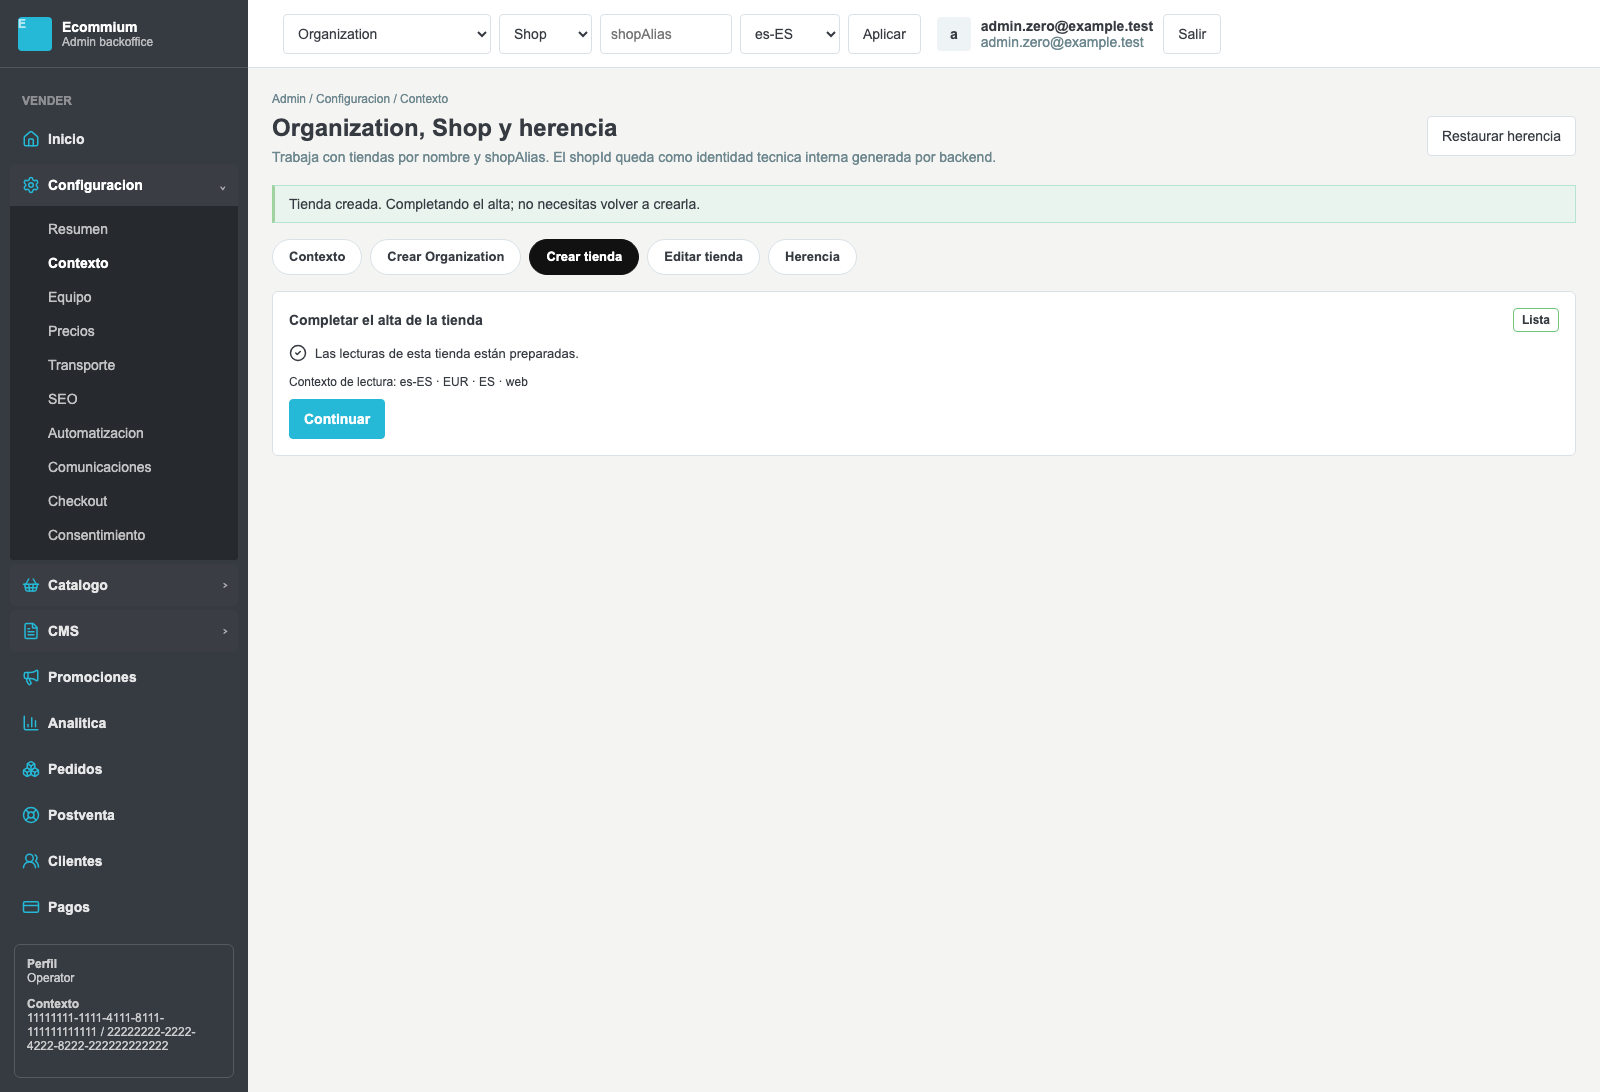 E
Ecommium
Admin backoffice
Organization
Shop
shopAlias
es-ES
Aplicar
a
admin.zero@example.test
admin.zero@example.test
Salir
VENDER
Inicio
Configuracion
Resumen
Contexto
Equipo
Precios
Transporte
SEO
Automatizacion
Comunicaciones
Checkout
Consentimiento
Catalogo
CMS
Promociones
Analitica
Pedidos
Postventa
Clientes
Pagos
Perfil
Operator
Contexto
11111111-1111-4111-8111-
111111111111 / 22222222-2222-
4222-8222-222222222222
Admin / Configuracion / Contexto
Organization, Shop y herencia
Trabaja con tiendas por nombre y shopAlias. El shopId queda como identidad tecnica interna generada por backend.
Restaurar herencia
Tienda creada. Completando el alta; no necesitas volver a crearla.
Contexto
Crear Organization
Crear tienda
Editar tienda
Herencia
Completar el alta de la tienda
Lista
Las lecturas de esta tienda están preparadas.
Contexto de lectura: es-ES · EUR · ES · web
Continuar